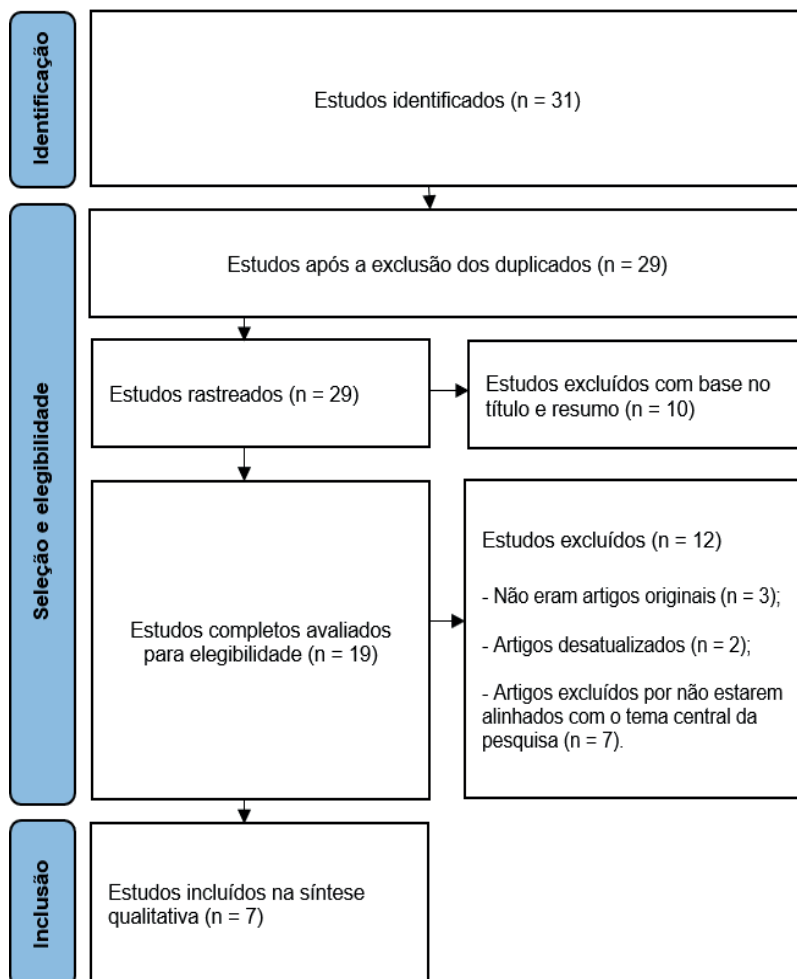 Identificação
Estudos identificados (n = 31)
Seleção e elegibilidade
Estudos após a exclusão dos duplicados (n = 29)
Estudos rastreados (n = 29)
Estudos excluídos com base no
título e resumo (n = 10)
Estudos completos avaliados
para elegibilidade (n = 19)
Estudos excluídos (n = 12)
- Não eram artigos originais (n = 3);
- Artigos desatualizados (n = 2);
- Artigos excluídos por não estarem
alinhados com o tema central da
pesquisa (n = 7).
Inclusão
Estudos incluídos na síntese
qualitativa (n = 7)